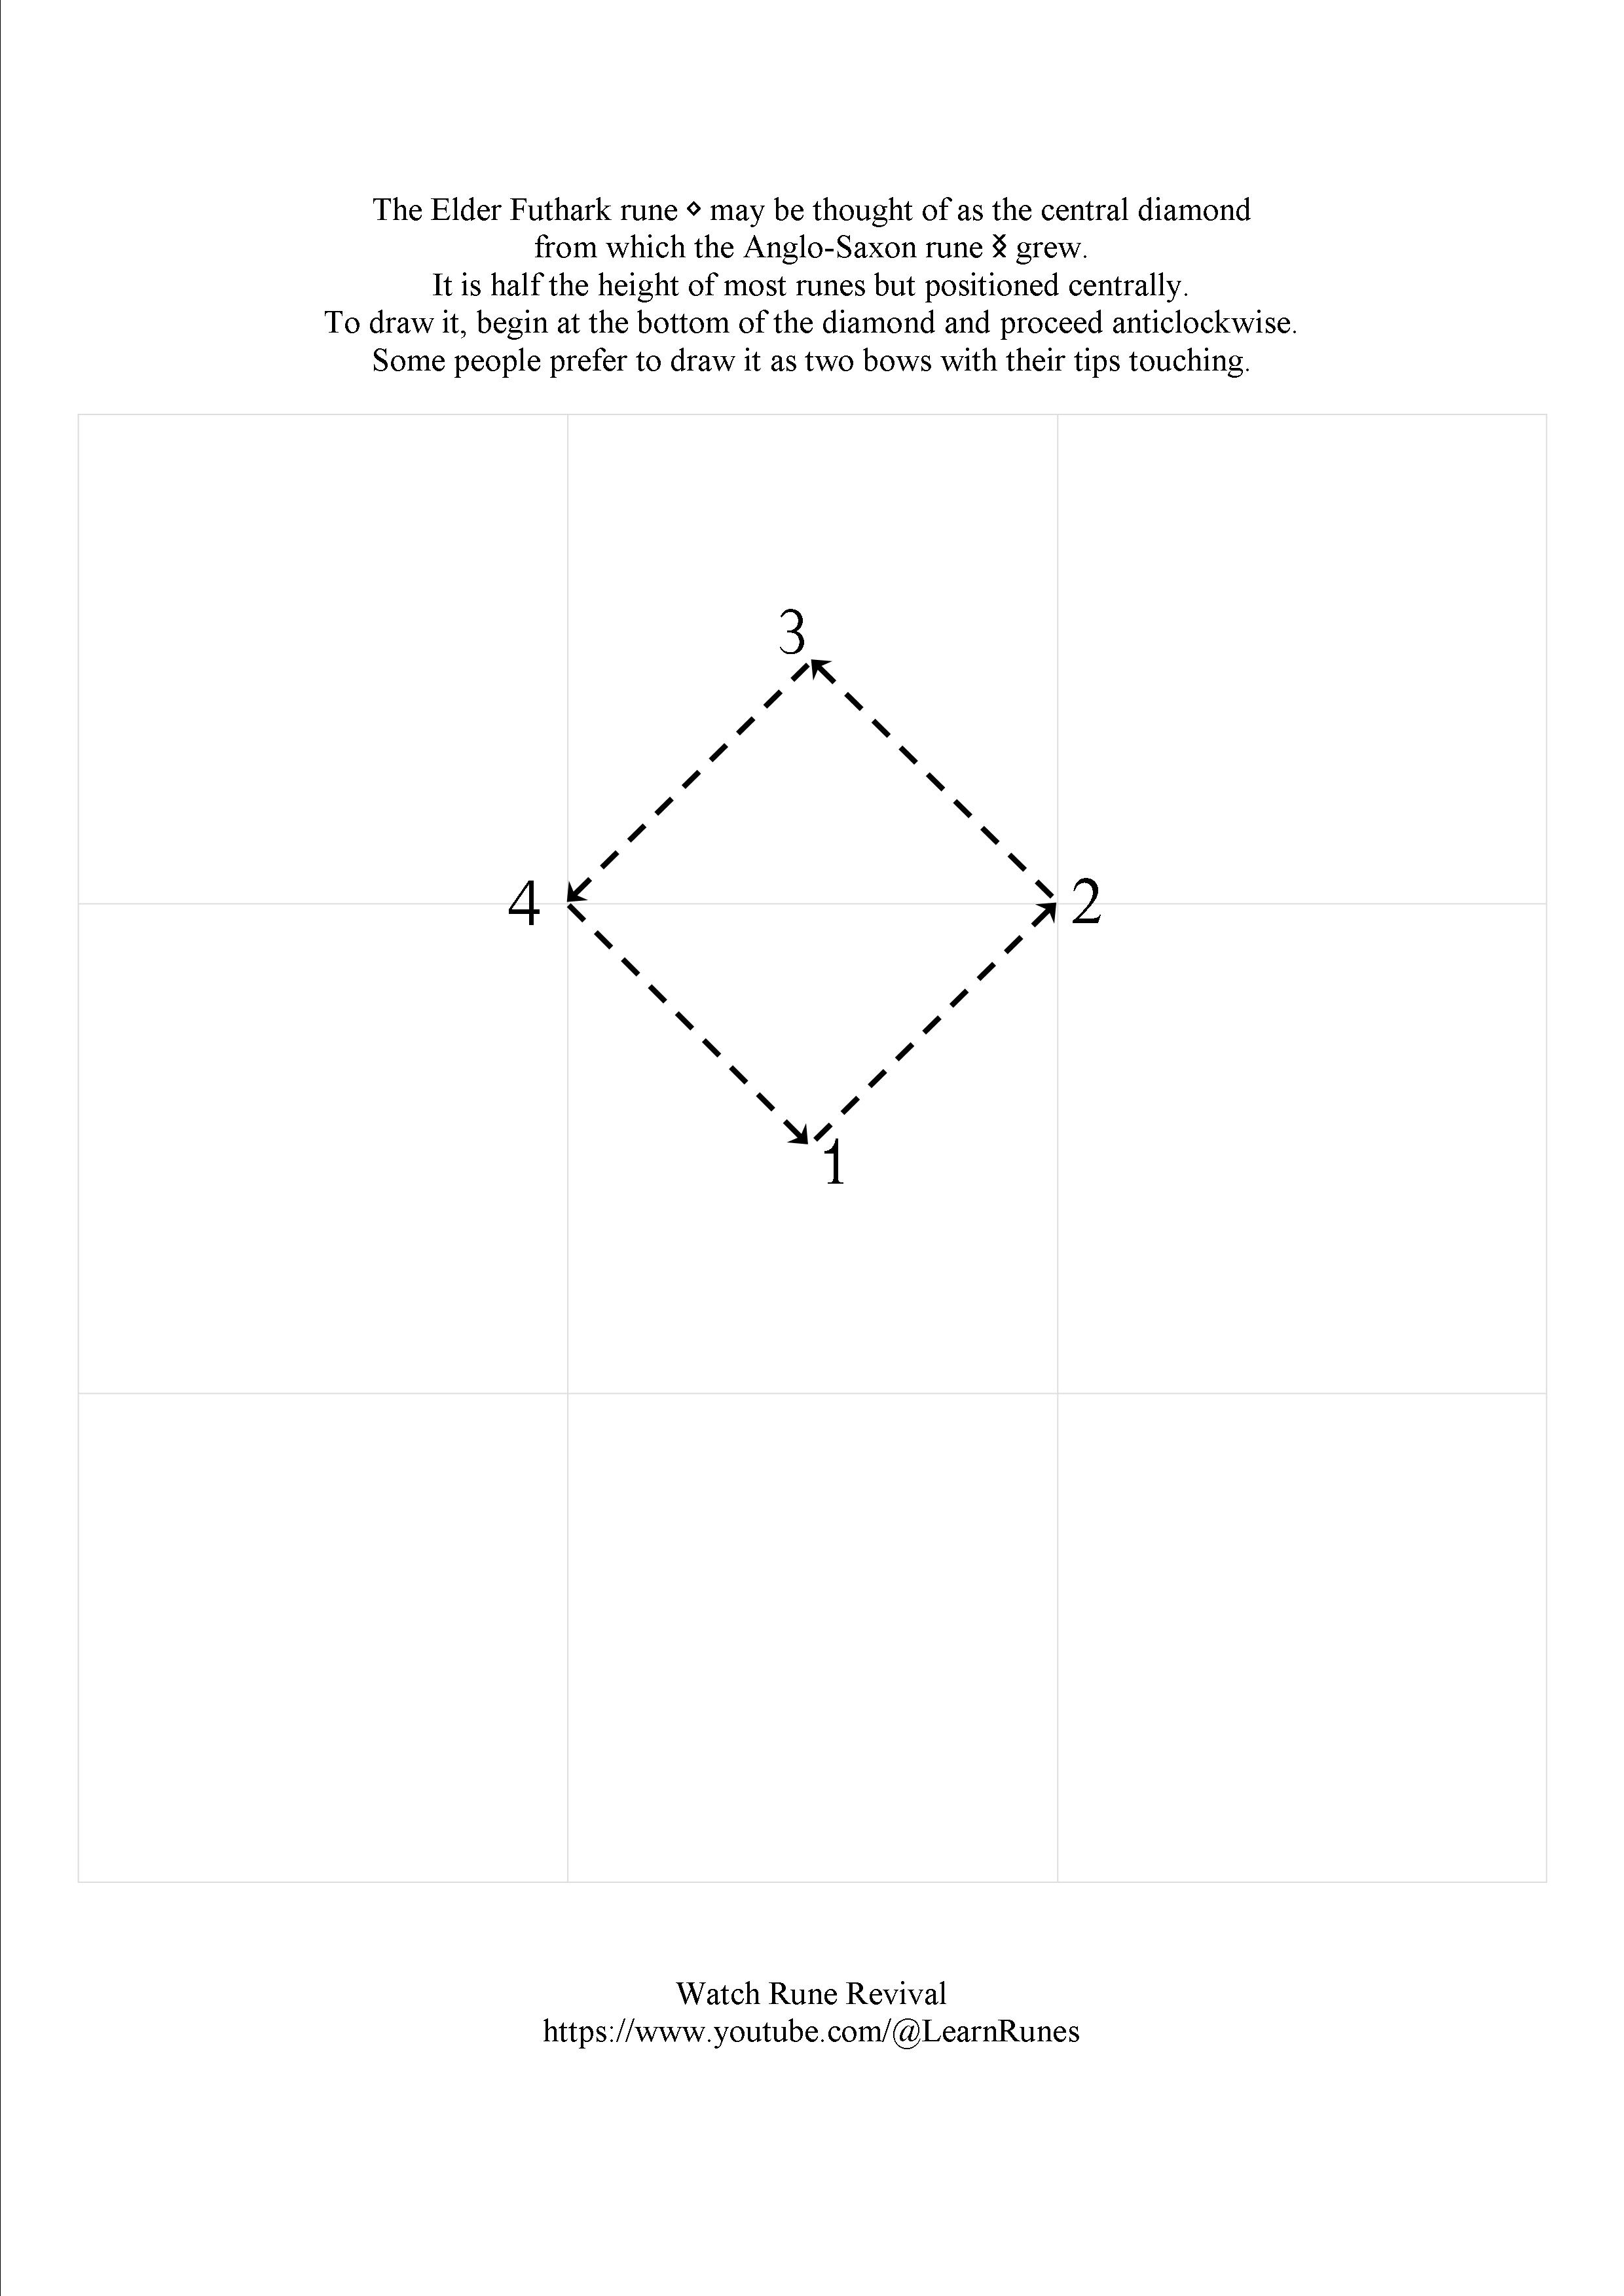 The Elder Futhark rune ᛜ may be thought of as the central diamond
from which the Anglo-Saxon rune ᛝ grew.
It is half the height of most runes but positioned centrally.
To draw it, begin at the bottom of the diamond and proceed anticlockwise.
Some people prefer to draw it as two bows with their tips touching.
3
4
2
1
Watch Rune Revival
https://www.youtube.com/@LearnRunes